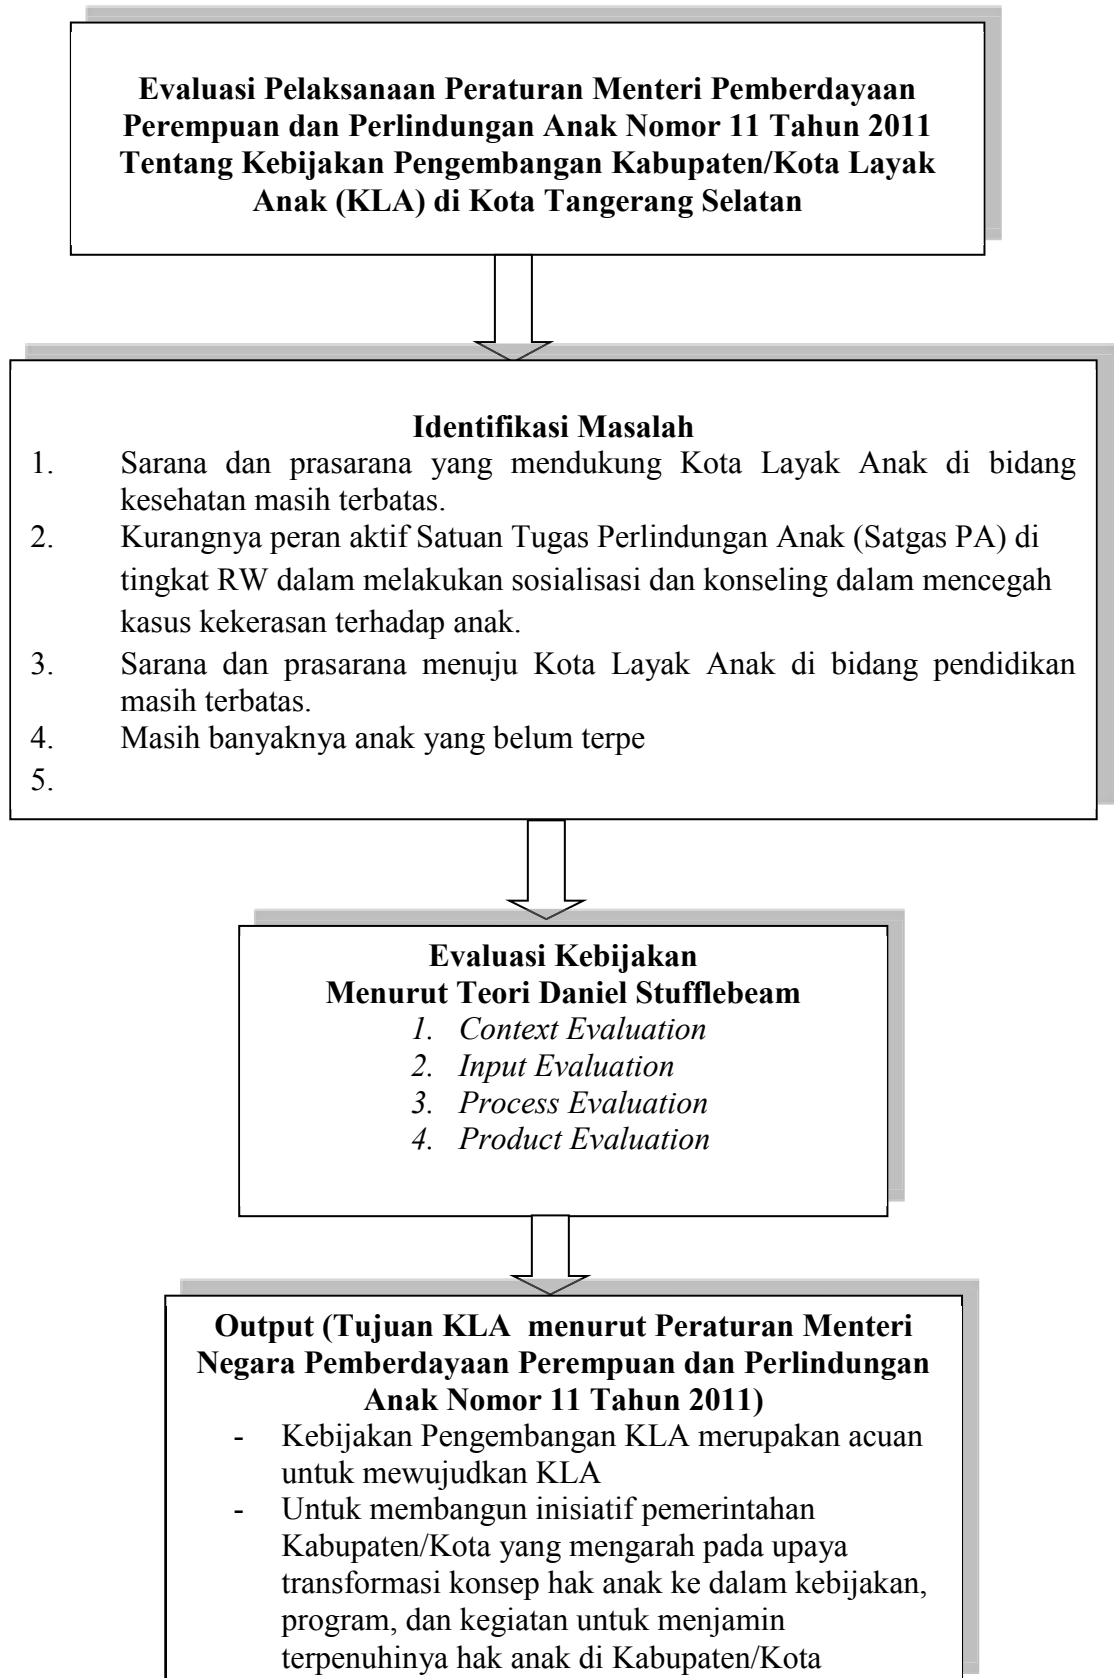 Evaluasi Pelaksanaan Peraturan Menteri Pemberdayaan
Perempuan dan Perlindungan Anak Nomor 11 Tahun 2011
Tentang Kebijakan Pengembangan Kabupaten/Kota Layak
Anak (KLA) di Kota Tangerang Selatan
Identifikasi Masalah
1. Sarana dan prasarana yang mendukung Kota Layak Anak di bidang
kesehatan masih terbatas.
2. Kurangnya peran aktif Satuan Tugas Perlindungan Anak (Satgas PA) di
tingkat RW dalam melakukan sosialisasi dan konseling dalam mencegah
kasus kekerasan terhadap anak.
3. Sarana dan prasarana menuju Kota Layak Anak di bidang pendidikan
masih terbatas.
4. Masih banyaknya anak yang belum terpe
5.
Evaluasi Kebijakan
Menurut Teori Daniel Stufflebeam
1. Context Evaluation
2. Input Evaluation
3. Process Evaluation
4. Product Evaluation
Output (Tujuan KLA menurut Peraturan Menteri
Negara Pemberdayaan Perempuan dan Perlindungan
Anak Nomor 11 Tahun 2011)
- Kebijakan Pengembangan KLA merupakan acuan
untuk mewujudkan KLA
- Untuk membangun inisiatif pemerintahan
Kabupaten/Kota yang mengarah pada upaya
transformasi konsep hak anak ke dalam kebijakan,
program, dan kegiatan untuk menjamin
terpenuhinya hak anak di Kabupaten/Kota